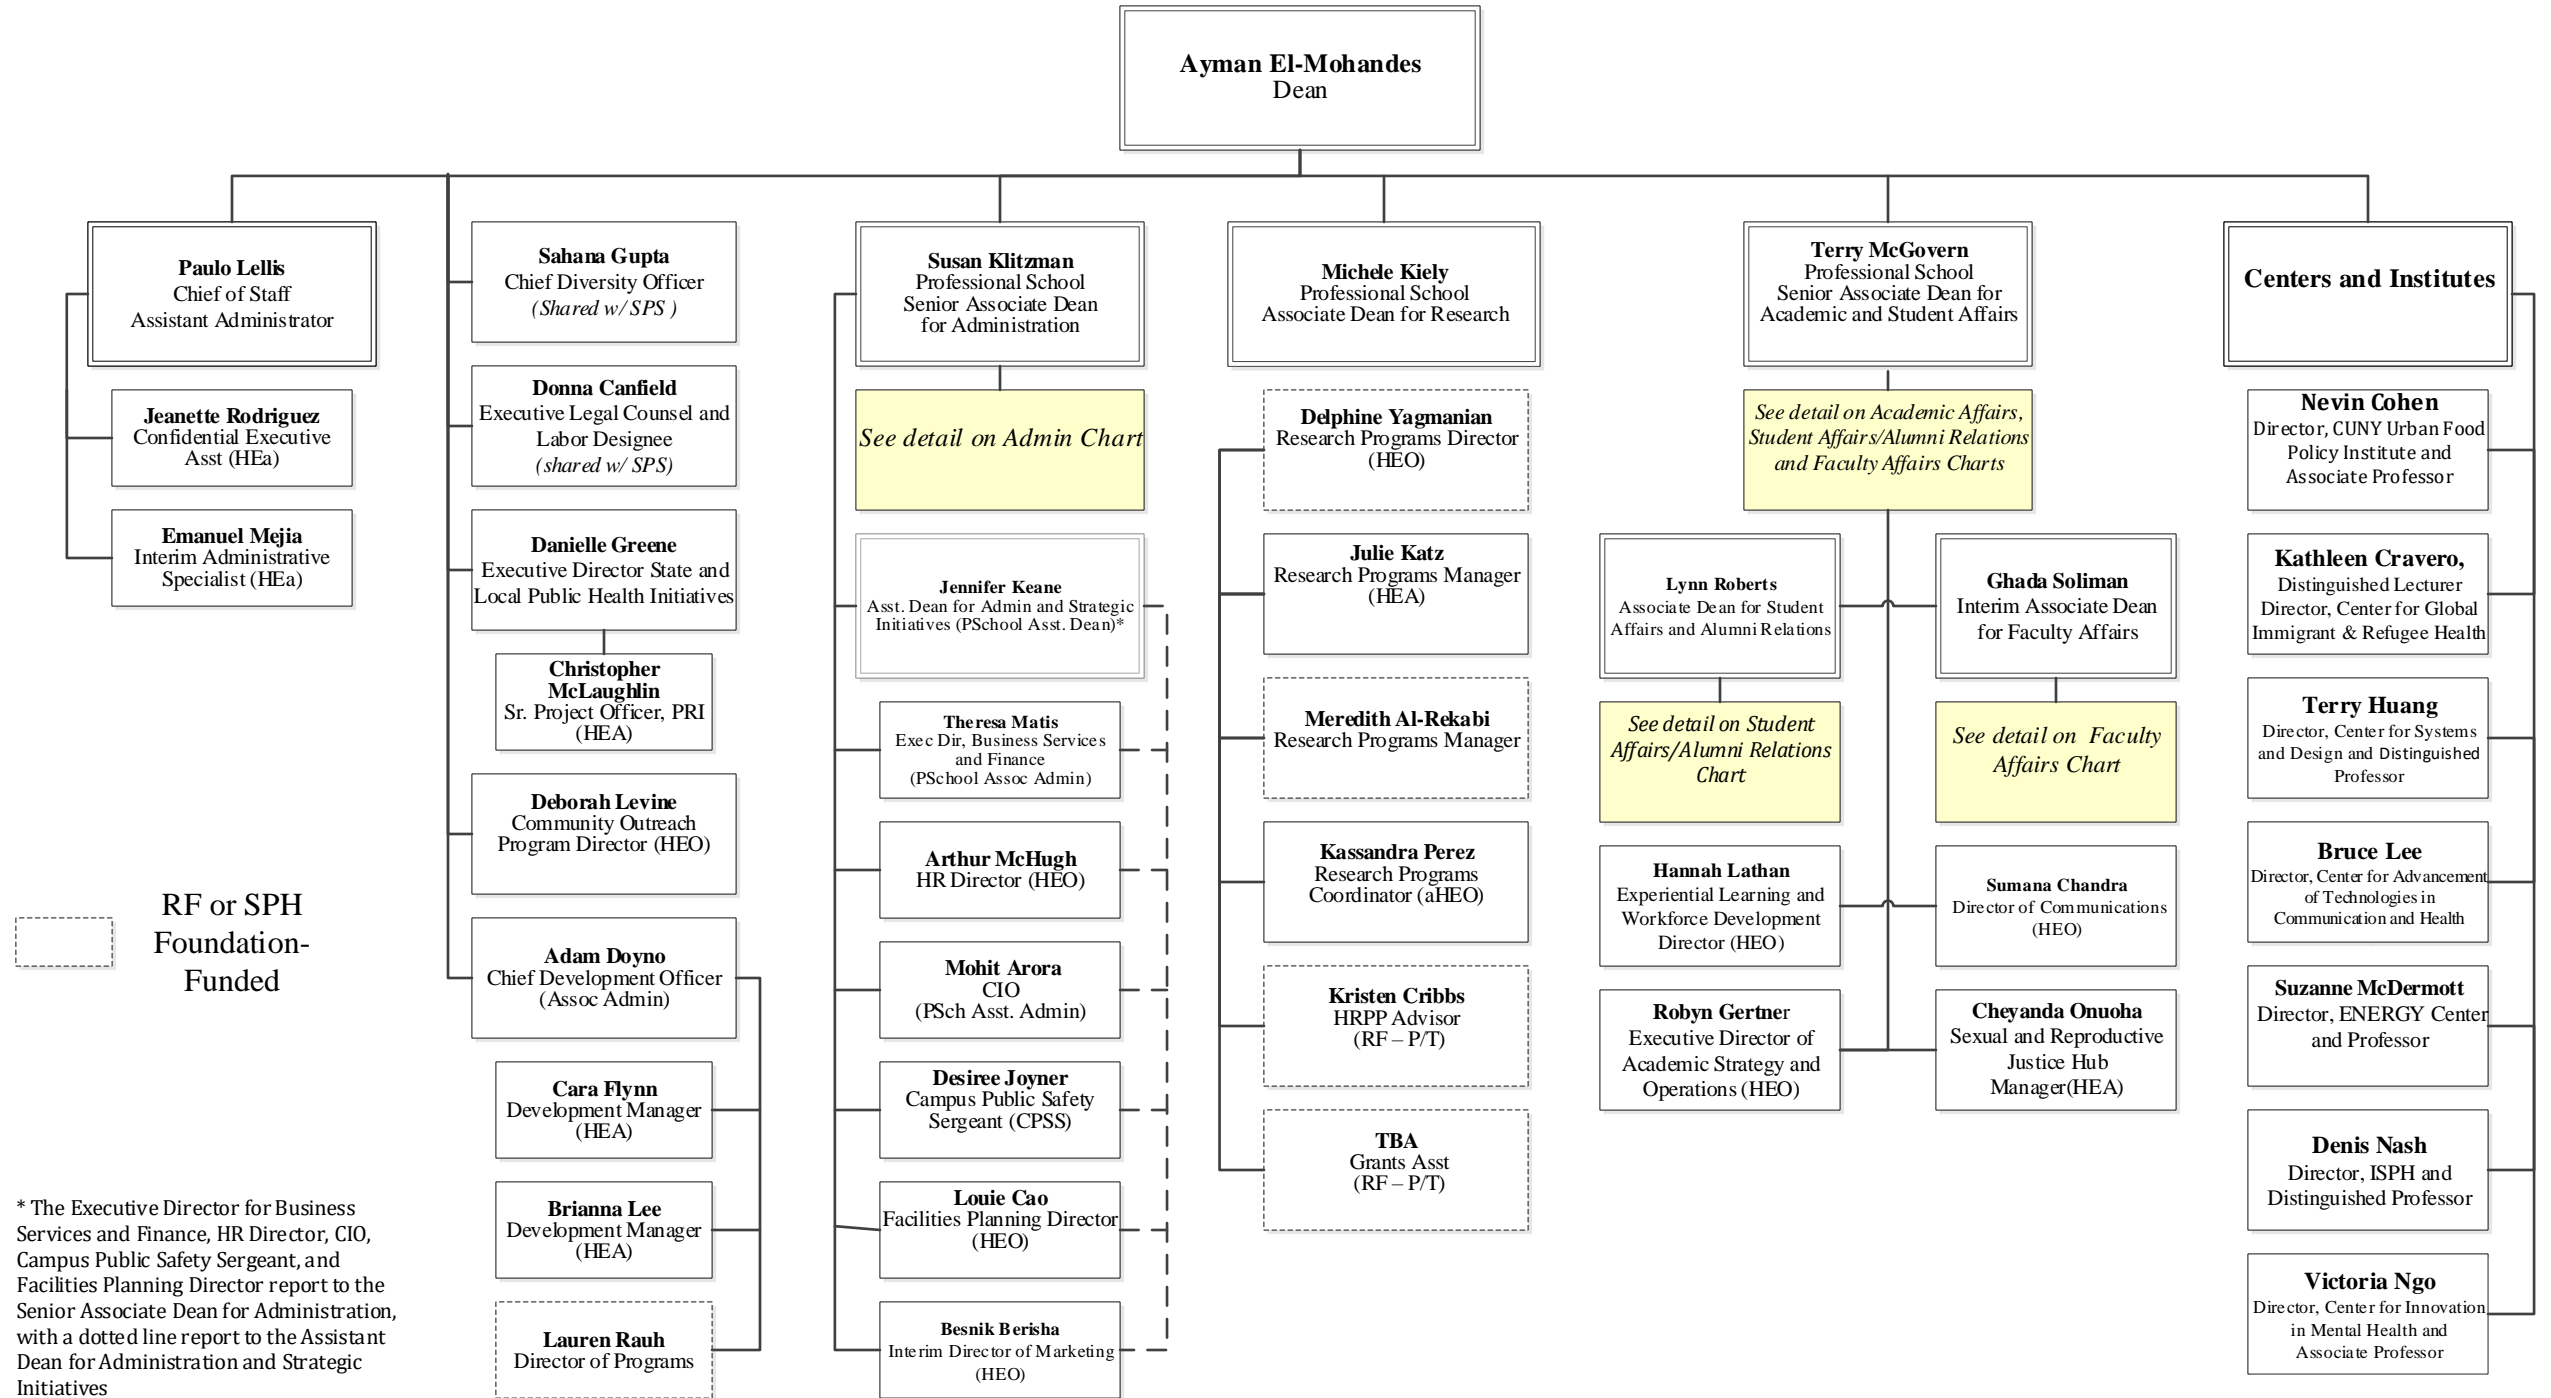 Ayman El-Mohandes
Dean
Paulo Lellis
Chief of Staff
Assistant Administrator
Jeanette Rodriguez
Confidential Executive
Asst (HEa)
Emanuel Mejia
Interim Administrative
Specialist (HEa)
Sahana Gupta
Chief Diversity Officer
(Shared w/ SPS )
Donna Canfield
Executive Legal Counsel and
Labor Designee
(shared w/ SPS)
Danielle Greene
Executive Director State and
Local Public Health Initiatives
Christopher
McLaughlin
Sr. Project Officer, PRI
(HEA)
Deborah Levine
Community Outreach
Program Director (HEO)
Adam Doyno
Chief Development Officer
(Assoc Admin)
Cara Flynn
Development Manager
(HEA)
Brianna Lee
Development Manager
(HEA)
Lauren Rauh
Director of Programs
Susan Klitzman
Professional School
Senior Associate Dean
for Administration
See detail on Admin Chart
Jennifer Keane
Asst. Dean for Admin and Strategic
Initiatives (PSchool Asst. Dean)*
Theresa Matis
Exec Dir, Business Services
and Finance
(PSchool Assoc Admin)
Arthur McHugh
HR Director (HEO)
Mohit Arora
CIO
(PSch Asst. Admin)
Desiree Joyner
Campus Public Safety
Sergeant (CPSS)
Louie Cao
Facilities Planning Director
(HEO)
Besnik Berisha
Interim Director of Marketing
(HEO)
Michele Kiely
Professional School
Associate Dean for Research
Delphine Yagmanian
Research Programs Director
(HEO)
Julie Katz
Research Programs Manager
(HEA)
Meredith Al-Rekabi
Research Programs Manager
Kassandra Perez
Research Programs
Coordinator (aHEO)
Kristen Cribbs
HRPP Advisor
(RF – P/T)
TBA
Grants Asst
(RF – P/T)
Terry McGovern
Professional School
Senior Associate Dean for
Academic and Student Affairs
See detail on Academic Affairs,
Student Affairs/Alumni Relations
and Faculty Affairs Charts
Lynn Roberts
Associate Dean for Student
Affairs and Alumni Relations
See detail on Student
Affairs/Alumni Relations
Chart
Hannah Lathan
Experiential Learning and
Workforce Development
Director (HEO)
Robyn Gertner
Executive Director of
Academic Strategy and
Operations (HEO)
Ghada Soliman
Interim Associate Dean
for Faculty Affairs
See detail on Faculty
Affairs Chart
Sumana Chandra
Director of Communications
(HEO)
Cheyanda Onuoha
Sexual and Reproductive
Justice Hub
Manager(HEA)
Centers and Institutes
Nevin Cohen
Director, CUNY Urban Food
Policy Institute and
Associate Professor
Kathleen Cravero,
Distinguished Lecturer
Director, Center for Global
Immigrant & Refugee Health
Terry Huang
Director, Center for Systems
and Design and Distinguished
Professor
Bruce Lee
Director, Center for Advancement
of Technologies in
Communication and Health
Suzanne McDermott
Director, ENERGY Center
and Professor
Denis Nash
Director, ISPH and
Distinguished Professor
Victoria Ngo
Director, Center for Innovation
in Mental Health and
Associate Professor
RF or SPH
Foundation-
Funded
* The Executive Director for Business
Services and Finance, HR Director, CIO,
Campus Public Safety Sergeant, and
Facilities Planning Director report to the
Senior Associate Dean for Administration,
with a dotted line report to the Assistant
Dean for Administration and Strategic
Initiatives